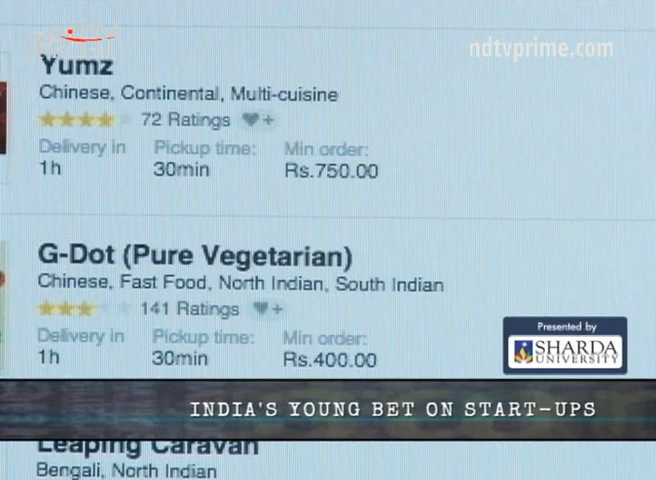 ndtvprime.com
Yumz
Chinese, Continental, Multi-cuisine
72 Ratings
Delivery in Pickup time: Min order:
1h 30min Rs.750.00
G-Dot (Pure Vegetarian)
Chinese, Fast Food, North Indian, South Indian
141 Ratings
Delivery in Pickup time: Min order:
1h 30min Rs.400.00
Presented by
SHARDA
UNIVERSITY
INDIA'S YOUNG BET ON START-UPS
Leaping Caravan
Bengali, North Indian